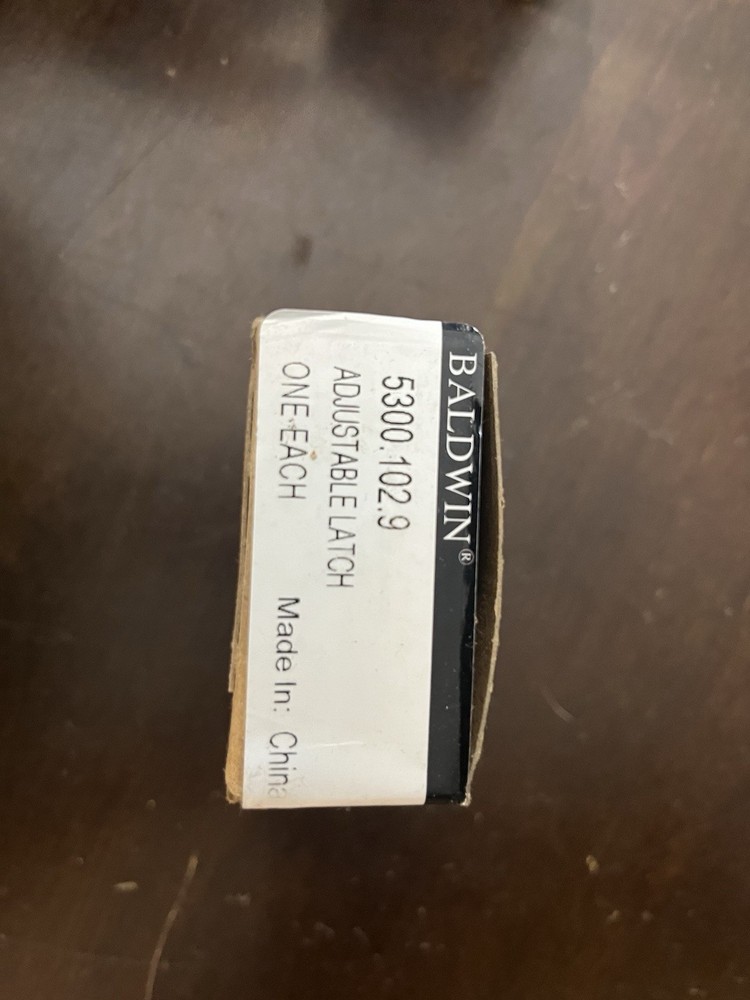 BALDWIN®
5300.102.9
ADJUSTABLE LATCH
ONE EACH Made In: China